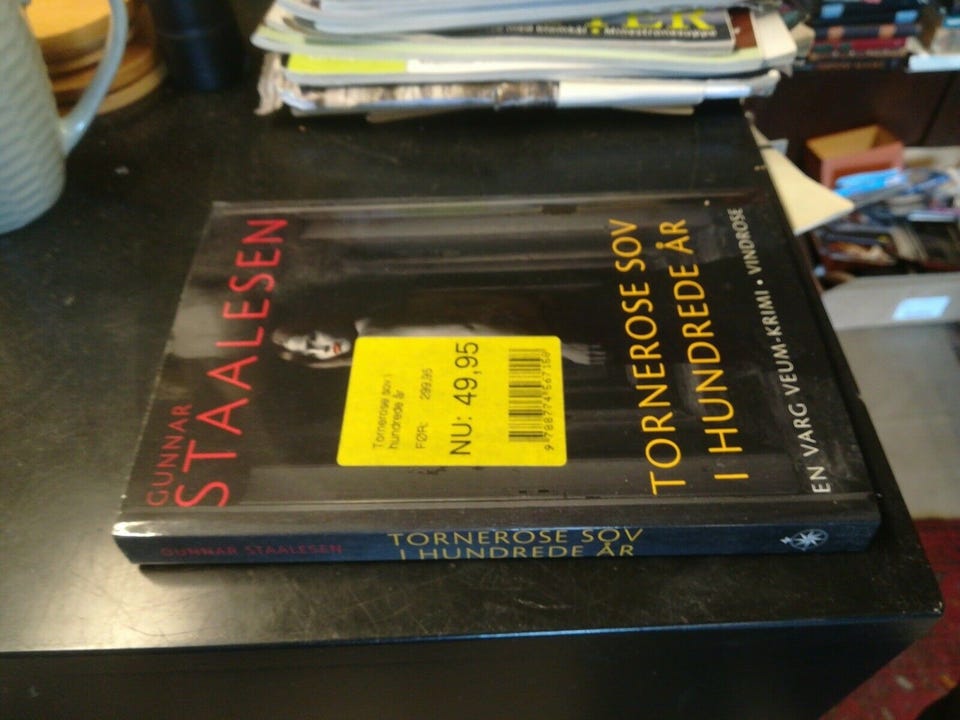 GUNNAR
STAALESEN
Tornerose sov i
hundrede år
FØR: 299,95
NU: 49,95
TORNEROSE SOV
I HUNDREDE ÅR
EN VARG VEUM-KRIMI • VINDROSE
GUNNAR STAALESEN
TORNEROSE SOV
I HUNDREDE ÅR